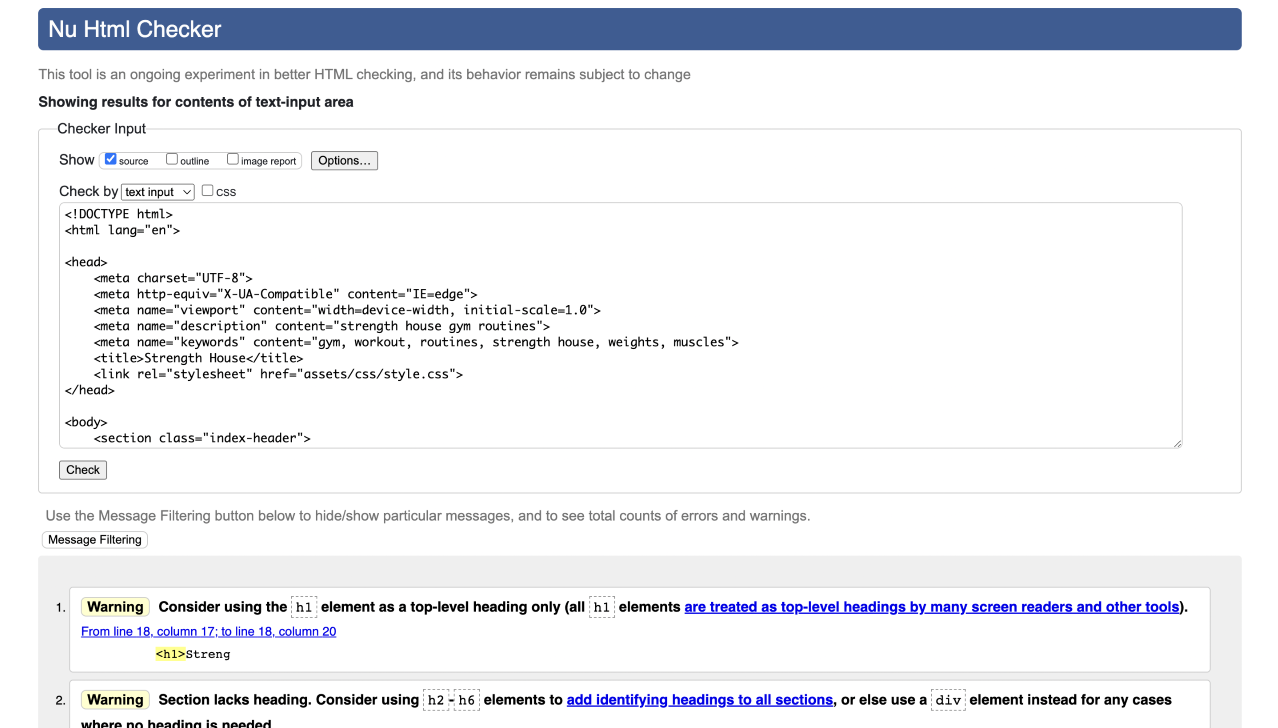 Nu Html Checker
This tool is an ongoing experiment in better HTML checking, and its behavior remains subject to change
Showing results for contents of text-input area
Checker Input
Show source outline image report Options...
Check by text input CSS
<!DOCTYPE html>
<html lang="en">
<head>
    <meta charset="UTF-8">
    <meta http-equiv="X-UA-Compatible" content="IE=edge">
    <meta name="viewport" content="width=device-width, initial-scale=1.0">
    <meta name="description" content="strength house gym routines">
    <meta name="keywords" content="gym, workout, routines, strength house, weights, muscles">
    <title>Strength House</title>
    <link rel="stylesheet" href="assets/css/style.css">
</head>
<body>
    <section class="index-header">
Check
Use the Message Filtering button below to hide/show particular messages, and to see total counts of errors and warnings.
Message Filtering
1. Warning Consider using the h1 element as a top-level heading only (all h1 elements are treated as top-level headings by many screen readers and other tools).
From line 18, column 17; to line 18, column 20
<h1>Streng
2. Warning Section lacks heading. Consider using h2-h6 elements to add identifying headings to all sections, or else use a div element instead for any cases
where no heading is needed.